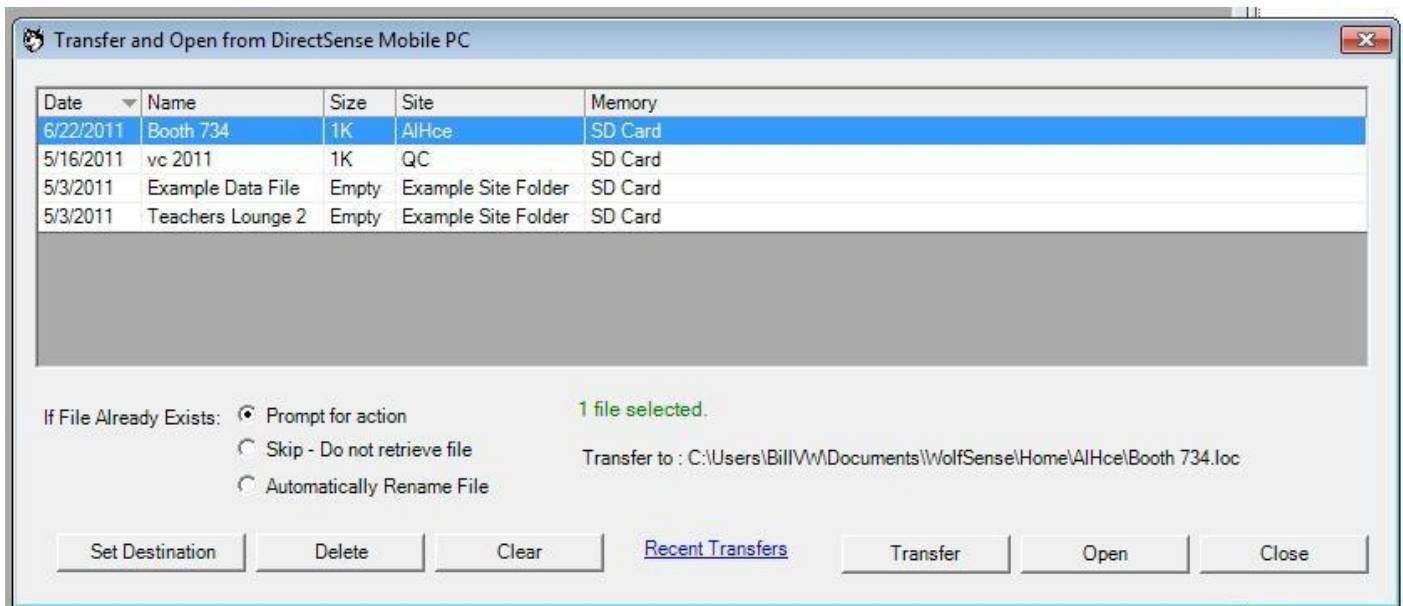 Transfer and Open from DirectSense Mobile PC
Date Name Size Site Memory
6/22/2011 Booth 734 1K AIHce SD Card
5/16/2011 vc 2011 1K QC SD Card
5/3/2011 Example Data File Empty Example Site Folder SD Card
5/3/2011 Teachers Lounge 2 Empty Example Site Folder SD Card
If File Already Exists: Prompt for action
1 file selected.
Skip - Do not retrieve file
Transfer to : C:\Users\BillVW\Documents\WolfSense\Home\AIHce\Booth 734.loc
Automatically Rename File
Set Destination Delete Clear Recent Transfers Transfer Open Close